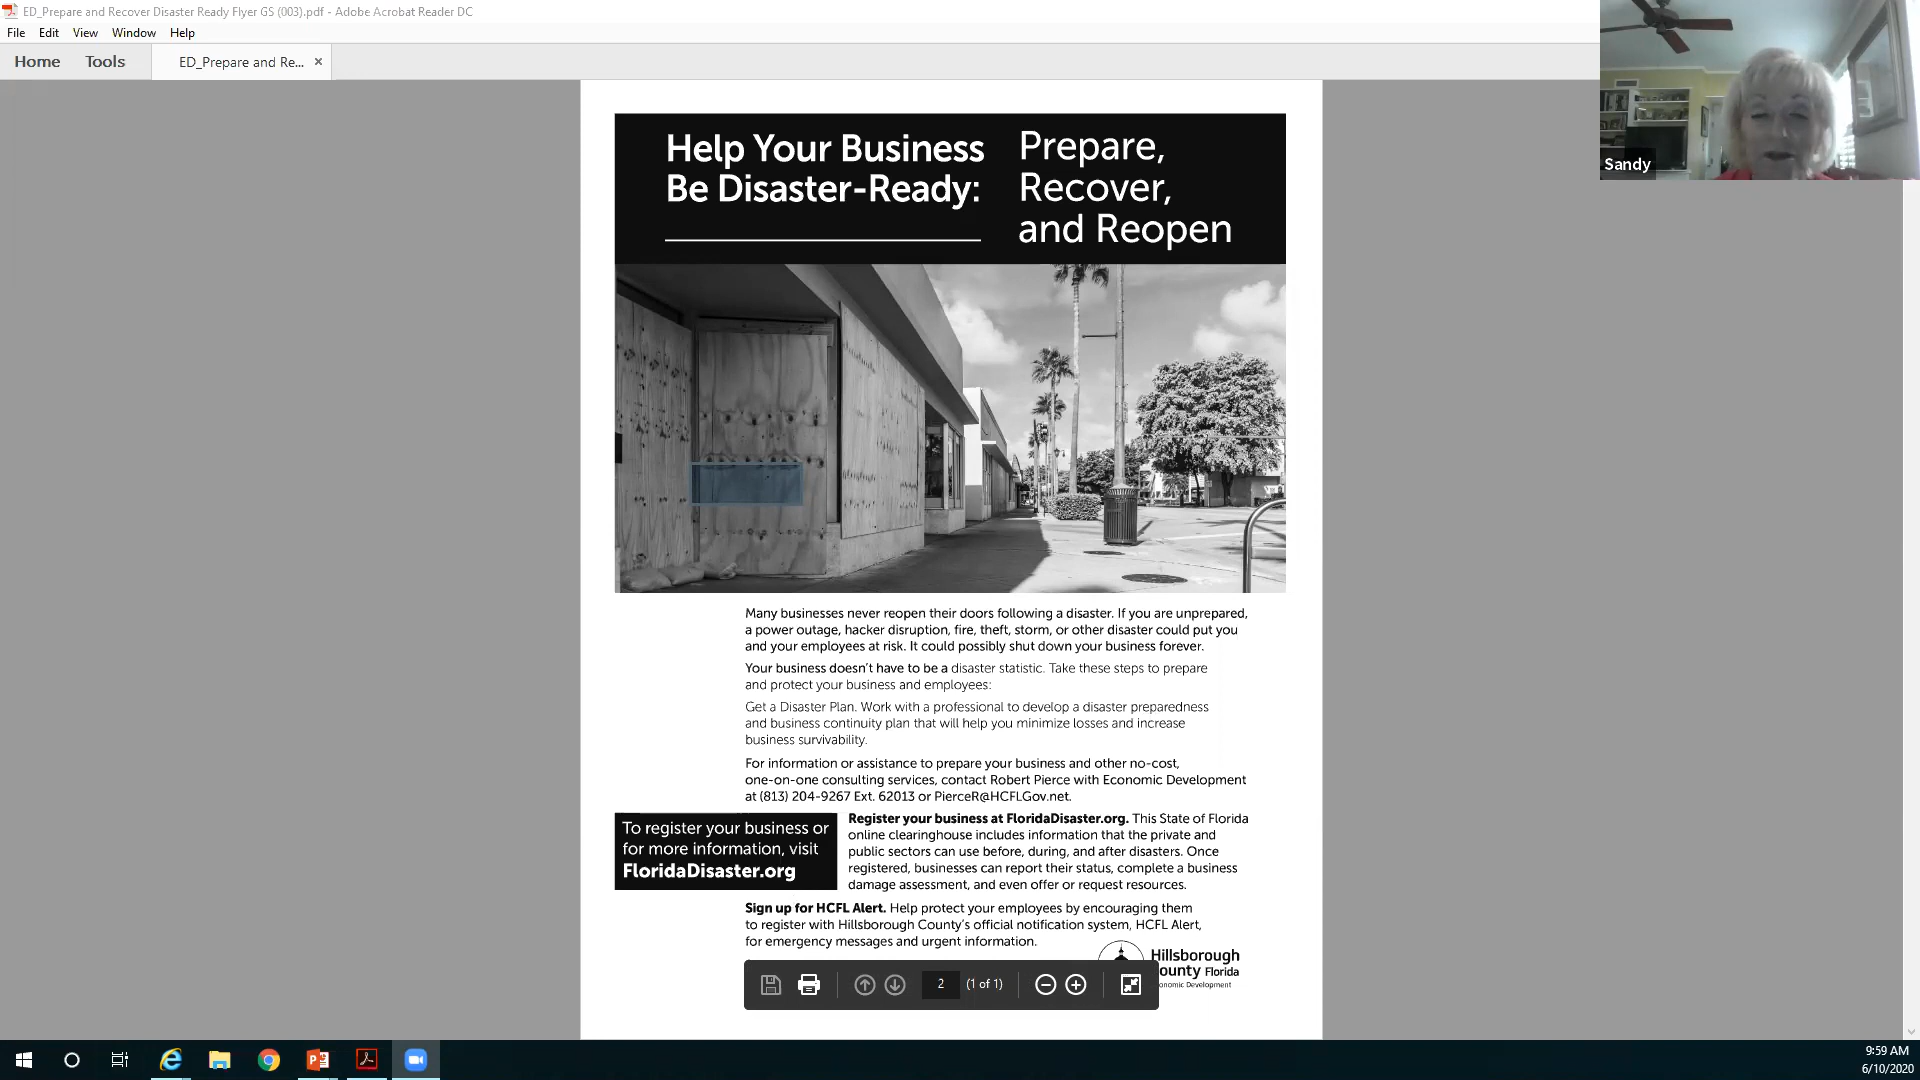 ED_Prepare and Recover Disaster Ready Flyer GS (003).pdf - Adobe Acrobat Reader DC
File Edit View Window Help
Home Tools ED_Prepare and Re... ×
Sandy
Help Your Business
Be Disaster-Ready:
Prepare,
Recover,
and Reopen
Many businesses never reopen their doors following a disaster. If you are unprepared,
a power outage, hacker disruption, fire, theft, storm, or other disaster could put you
and your employees at risk. It could possibly shut down your business forever.
Your business doesn't have to be a disaster statistic. Take these steps to prepare
and protect your business and employees:
Get a Disaster Plan. Work with a professional to develop a disaster preparedness
and business continuity plan that will help you minimize losses and increase
business survivability.
For information or assistance to prepare your business and other no-cost,
one-on-one consulting services, contact Robert Pierce with Economic Development
at (813) 204-9267 Ext. 62013 or PierceR@HCFLGov.net.
To register your business or
for more information, visit
FloridaDisaster.org
Register your business at FloridaDisaster.org. This State of Florida
online clearinghouse includes information that the private and
public sectors can use before, during, and after disasters. Once
registered, businesses can report their status, complete a business
damage assessment, and even offer or request resources.
Sign up for HCFL Alert. Help protect your employees by encouraging them
to register with Hillsborough County's official notification system, HCFL Alert,
for emergency messages and urgent information.
Hillsborough
ounty Florida
onomic Development
2 (1 of 1)
9:59 AM
6/10/2020